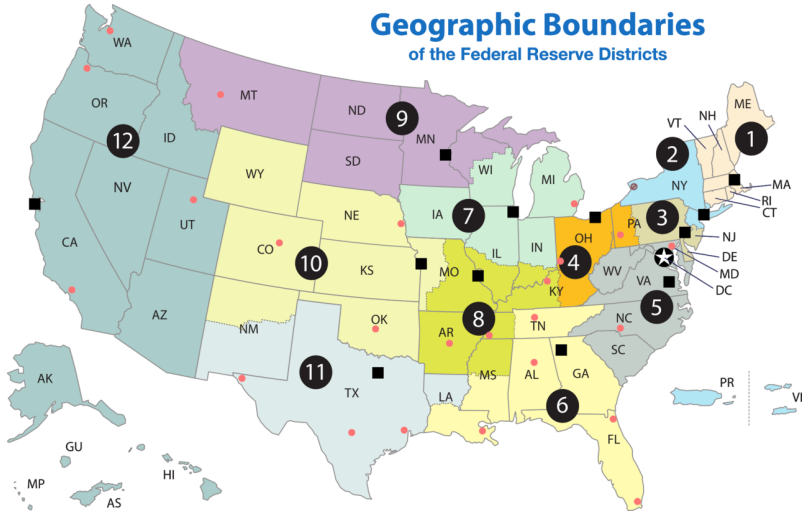 Geographic Boundaries
of the Federal Reserve Districts
WA
MT
ND
9
MN
ME
NH
VT
1
OR
12
ID
SD
WI
MI
2
NY
MA
RI
CT
WY
NV
UT
NE
IA
7
3
PA
NJ
CA
CO
10
KS
MO
IL
IN
OH
4
WV
VA
DE
MD
DC
5
KY
AZ
NM
OK
AR
8
TN
NC
SC
AK
11
TX
LA
MS
AL
GA
6
FL
PR
VI
GU
MP
AS
HI